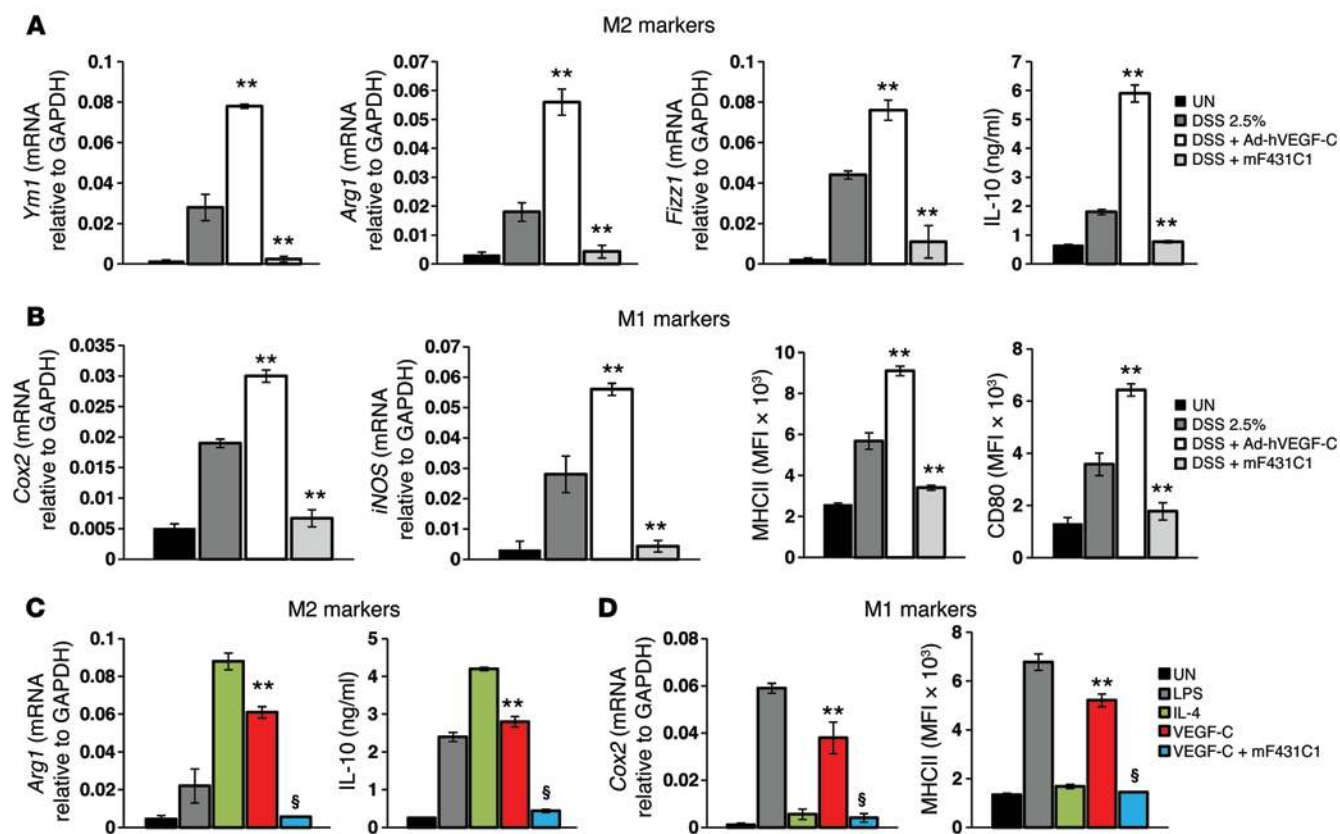 A
M2 markers
Ym1 (mRNA
relative to GAPDH)
0.1
0.08
0.06
0.04
0.02
0
**
**
Arg1 (mRNA
relative to GAPDH)
0.07
0.06
0.05
0.04
0.03
0.02
0.01
0
**
**
Fizz1 (mRNA
relative to GAPDH)
0.1
0.08
0.06
0.04
0.02
0
**
**
IL-10 (ng/ml)
7
6
5
4
3
2
1
0
**
**
UN
DSS 2.5%
DSS + Ad-hVEGF-C
DSS + mF431C1
B
M1 markers
Cox2 (mRNA
relative to GAPDH)
0.035
0.03
0.025
0.02
0.015
0.01
0.005
0
**
**
iNOS (mRNA
relative to GAPDH)
0.07
0.06
0.05
0.04
0.03
0.02
0.01
0
**
**
MHCII (MFI × 10³)
10
8
6
4
2
0
**
**
CD80 (MFI × 10³)
8
6
4
2
0
**
**
UN
DSS 2.5%
DSS + Ad-hVEGF-C
DSS + mF431C1
C
M2 markers
Arg1 (mRNA
relative to GAPDH)
0.1
0.08
0.06
0.04
0.02
0
**
§
IL-10 (ng/ml)
5
4
3
2
1
0
**
§
D
M1 markers
Cox2 (mRNA
relative to GAPDH)
0.08
0.06
0.04
0.02
0
**
§
MHCII (MFI × 10³)
8
6
4
2
0
**
§
UN
LPS
IL-4
VEGF-C
VEGF-C + mF431C1